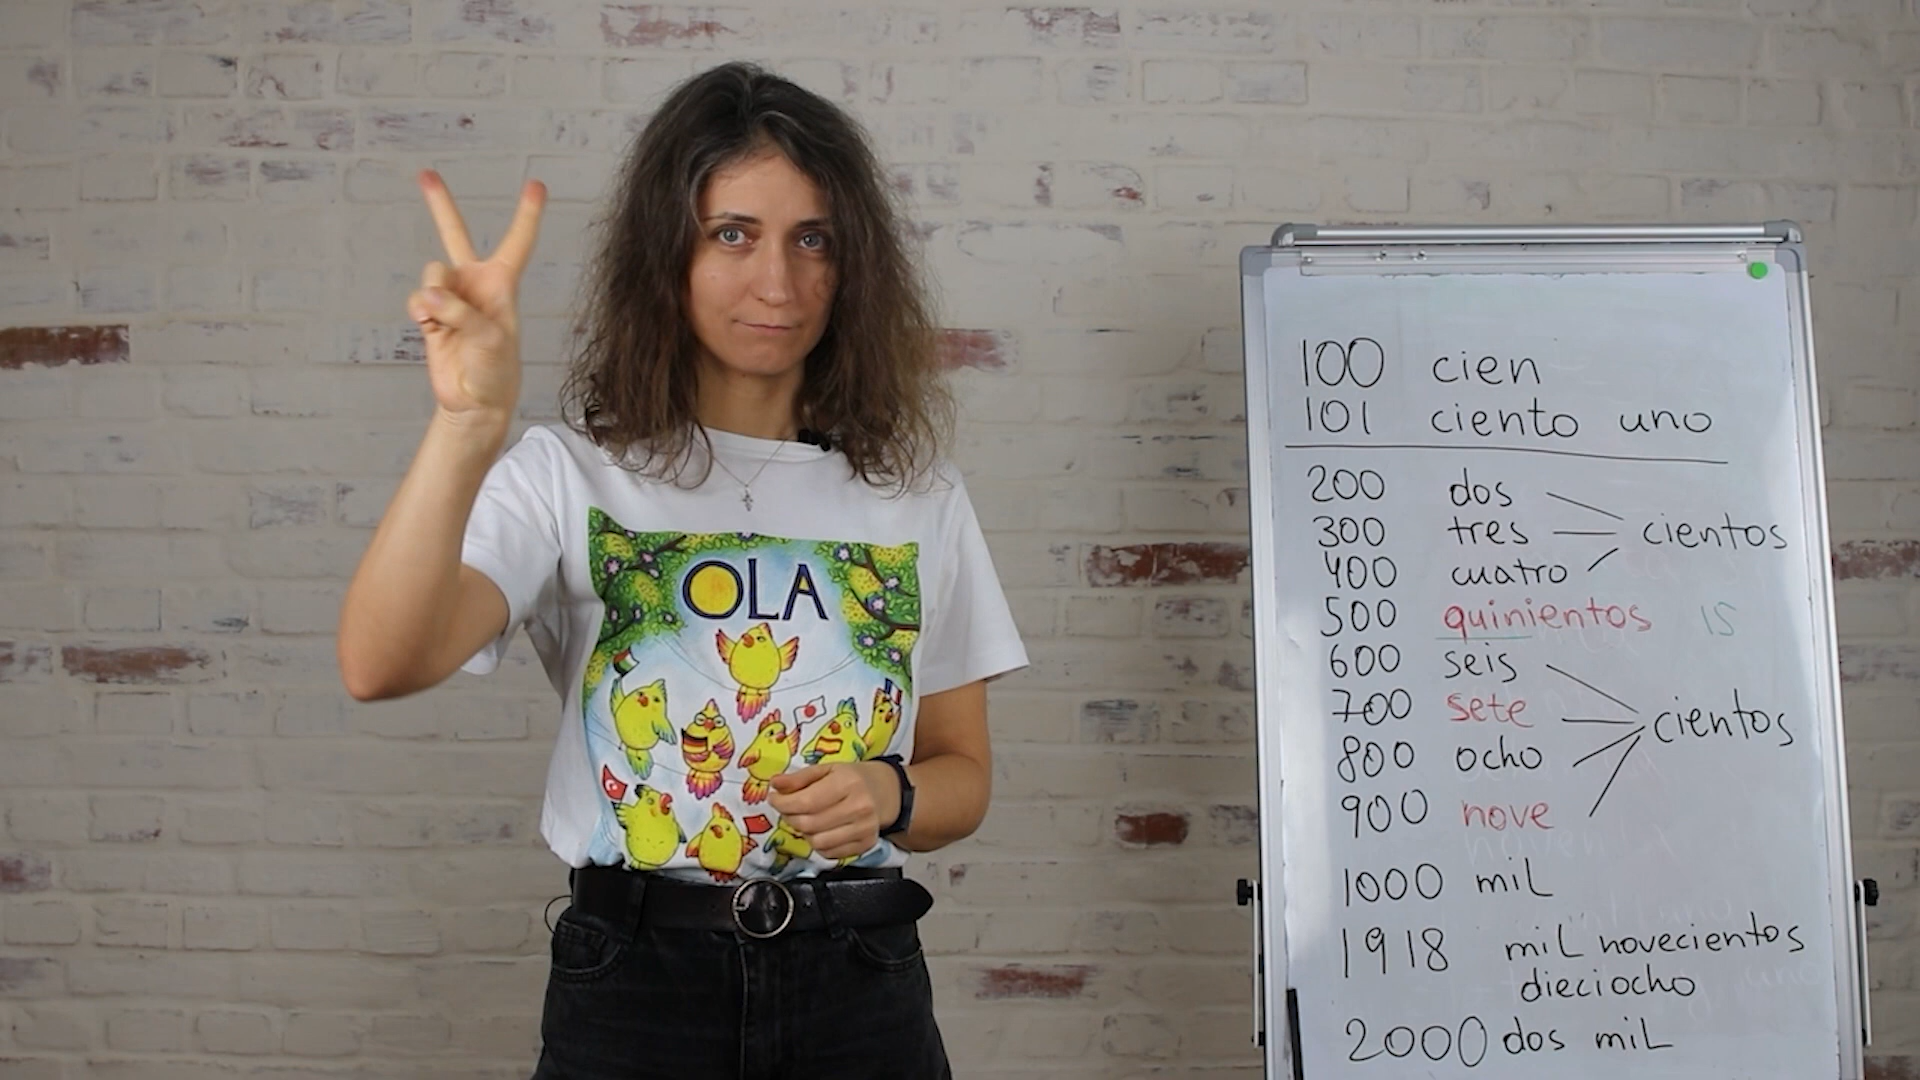 OLA
100 cien
101 ciento uno
200 dos
300 tres cientos
400 cuatro
500 quinientos 15
600 seis
700 sete cientos
800 ocho
900 nove
1000 mil
1918 mil novecientos
dieciocho
2000 dos mil